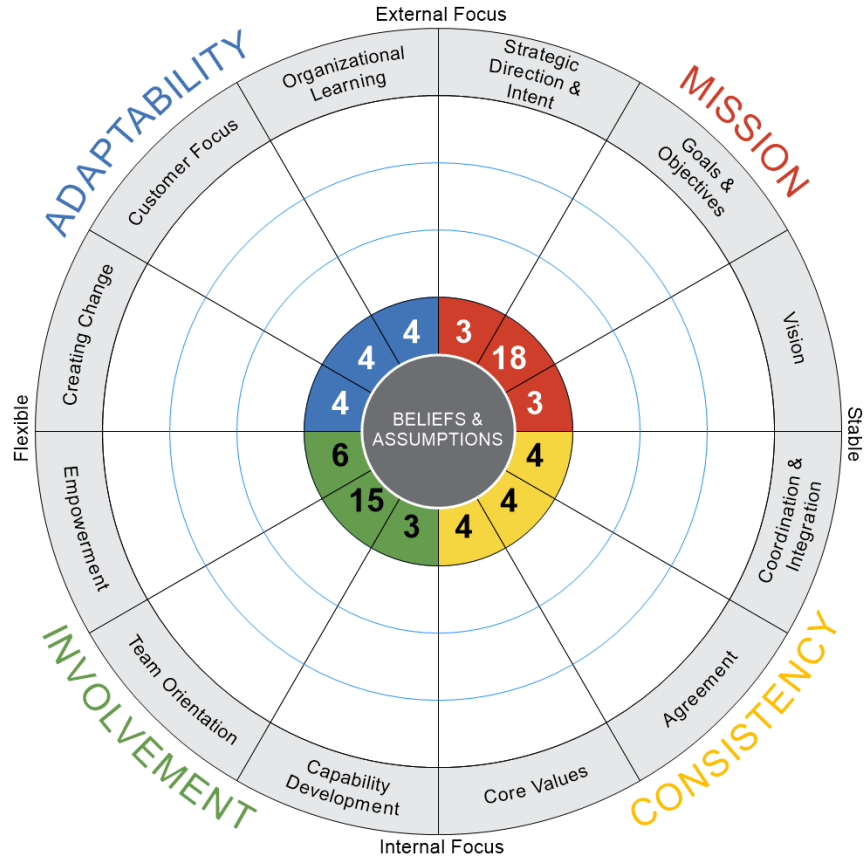 External Focus
ADAPTABILITY
MISSION
Organizational
Learning
Strategic
Direction &
Intent
Customer Focus
Goals &
Objectives
Creating Change
Vision
4
3
4
18
4
3
Flexible
BELIEFS &
ASSUMPTIONS
Stable
6
4
15
4
3
4
Empowerment
Coordination &
Integration
Team Orientation
Agreement
Capability
Development
Core Values
INVOLVEMENT
CONSISTENCY
Internal Focus